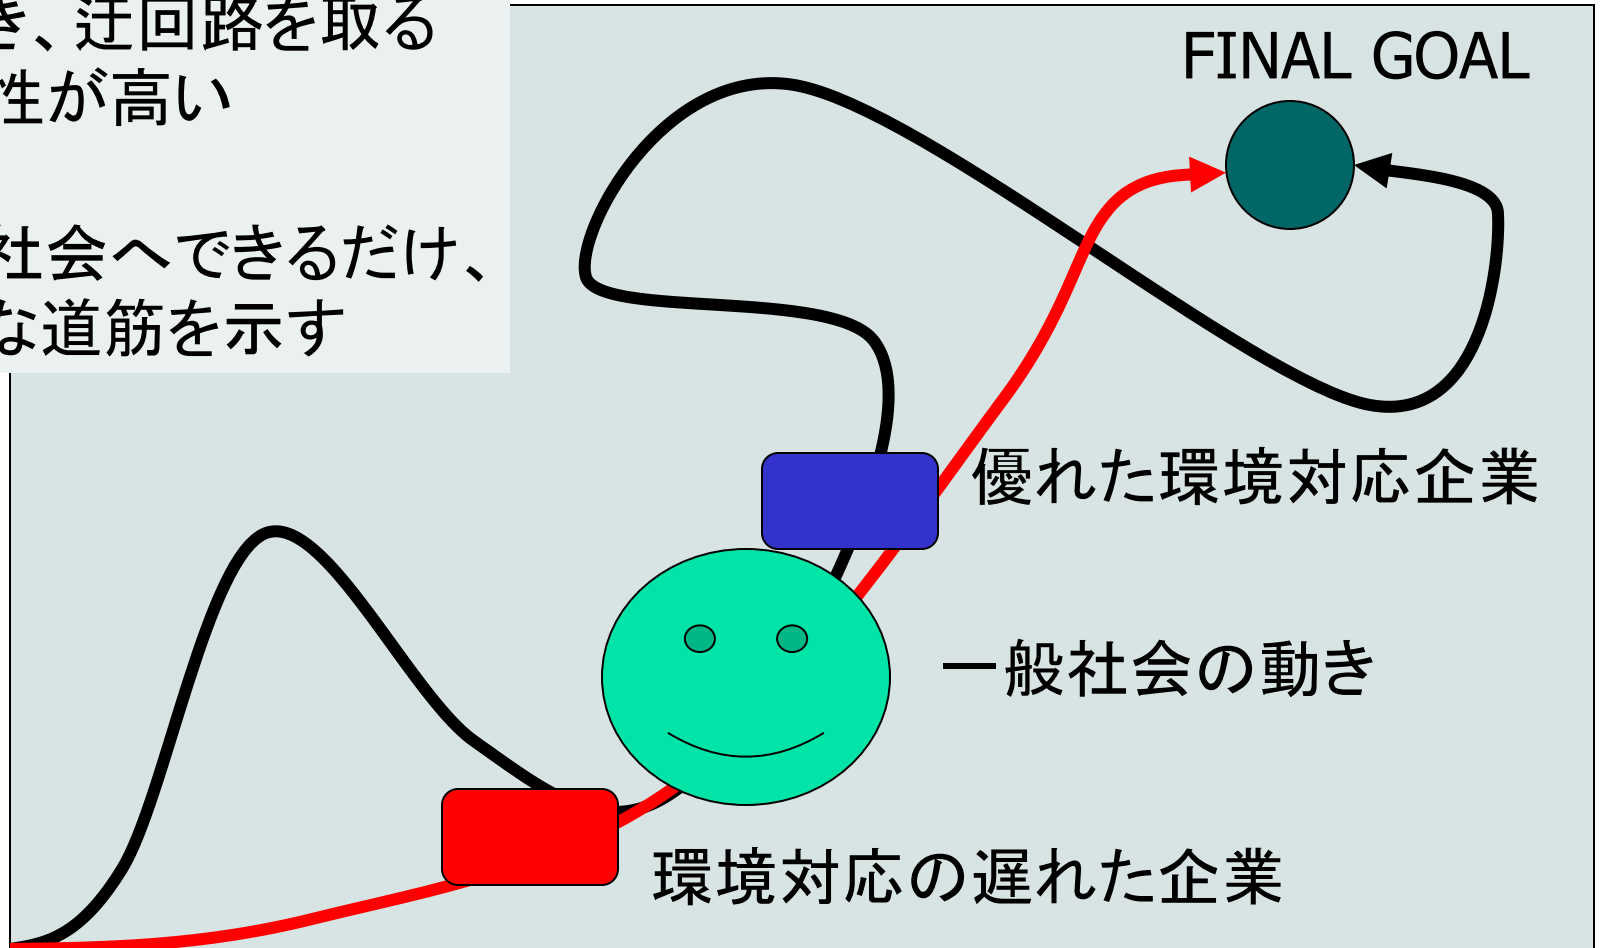 き、迂回路を取る
性が高い
社会へできるだけ、
な道筋を示す
FINAL GOAL
優れた環境対応企業
一般社会の動き
環境対応の遅れた企業